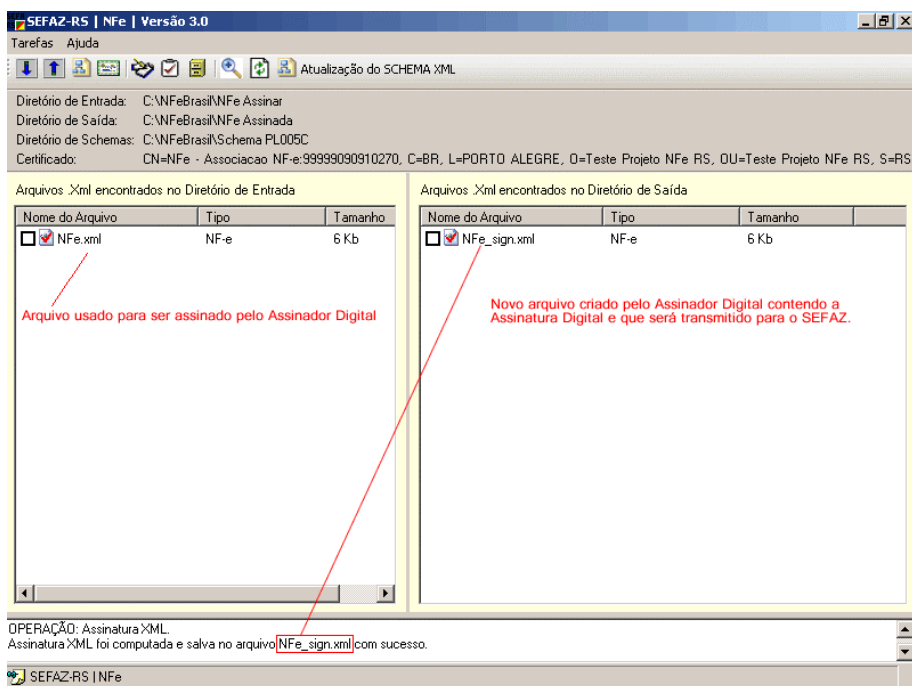 SEFAZ-RS | NFe | Versão 3.0
Tarefas Ajuda
Atualização do SCHEMA XML
Diretório de Entrada: C:\NFeBrasil\NFe Assinar
Diretório de Saída: C:\NFeBrasil\NFe Assinada
Diretório de Schemas: C:\NFeBrasil\Schema PL005C
Certificado: CN=NFe - Associacao NF-e:99999090910270, C=BR, L=PORTO ALEGRE, O=Teste Projeto NFe RS, OU=Teste Projeto NFe RS, S=RS
Arquivos .Xml encontrados no Diretório de Entrada
Nome do Arquivo Tipo Tamanho
NFe.xml NF-e 6 Kb
Arquivo usado para ser assinado pelo Assinador Digital
Arquivos .Xml encontrados no Diretório de Saída
Nome do Arquivo Tipo Tamanho
NFe_sign.xml NF-e 6 Kb
Novo arquivo criado pelo Assinador Digital contendo a
Assinatura Digital e que será transmitido para o SEFAZ.
OPERAÇÃO: Assinatura XML.
Assinatura XML foi computada e salva no arquivo NFe_sign.xml com sucesso.
SEFAZ-RS | NFe